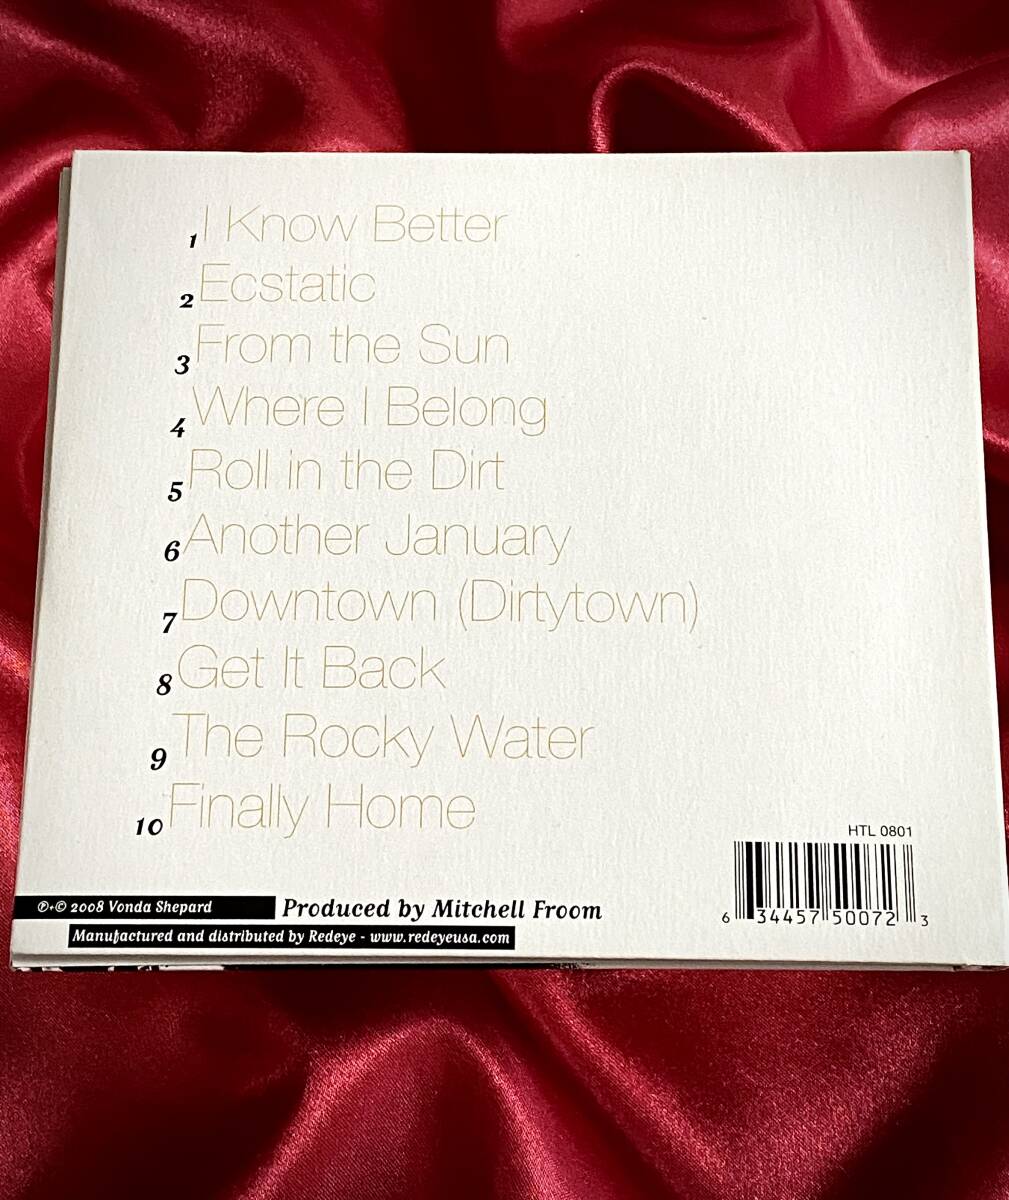 1 I Know Better
2 Ecstatic
3 From the Sun
4 Where I Belong
5 Roll in the Dirt
6 Another January
7 Downtown (Dirtytown)
8 Get It Back
9 The Rocky Water
10 Finally Home
HTL 0801
6 34457 50072 3
℗+© 2008 Vonda Shepard
Produced by Mitchell Froom
Manufactured and distributed by Redeye - www.redeyeusa.com